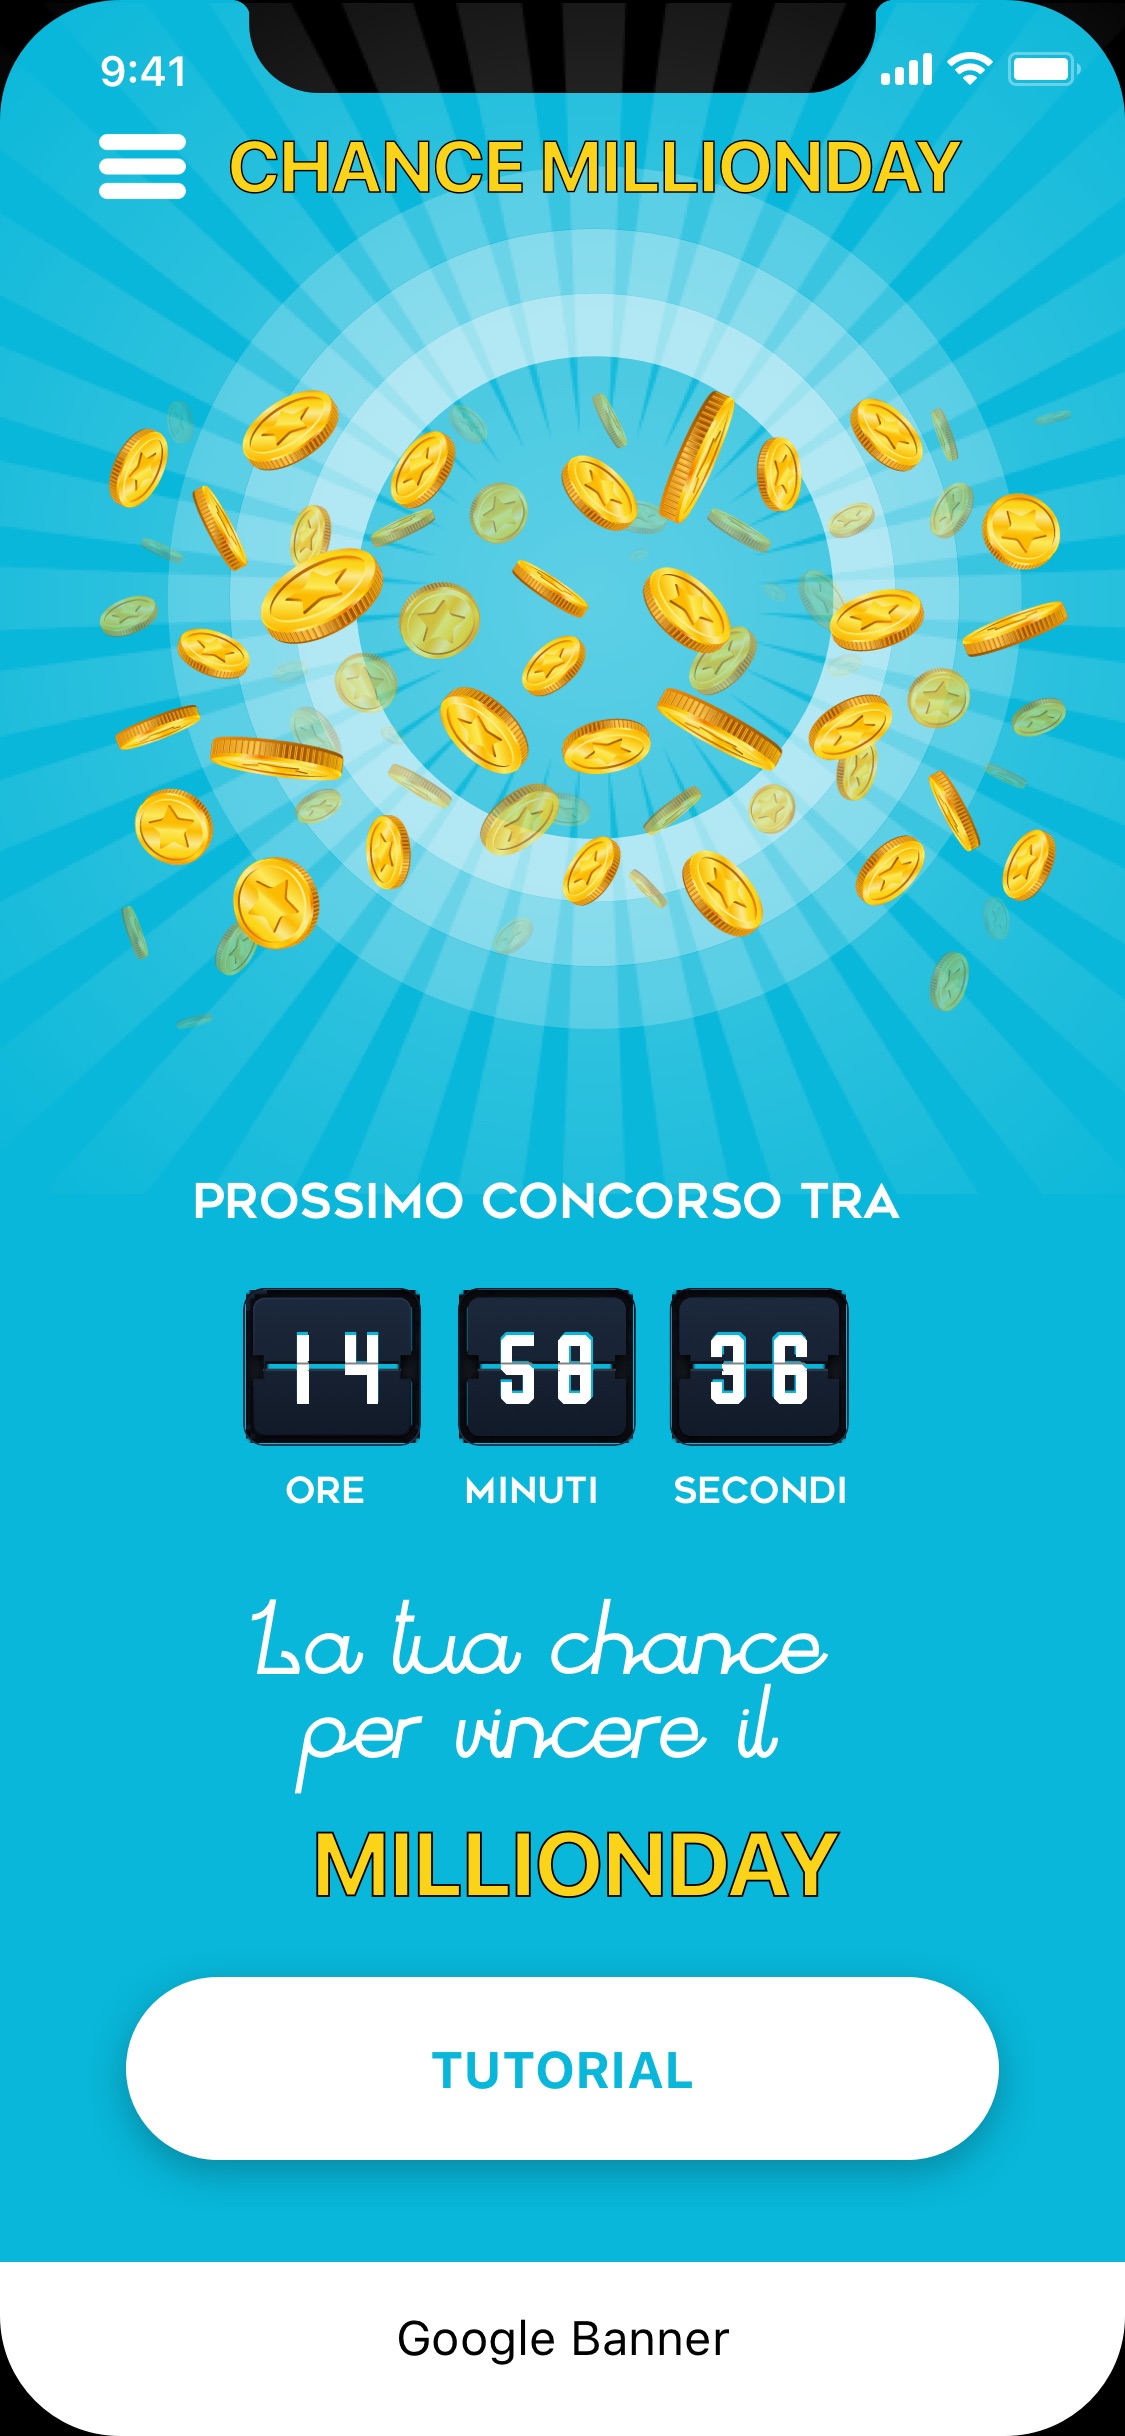 9:41
CHANCE MILLIONDAY
PROSSIMO CONCORSO TRA
14 58 36
ORE MINUTI SECONDI
La tua chance
per vincere il
MILLIONDAY
TUTORIAL
Google Banner